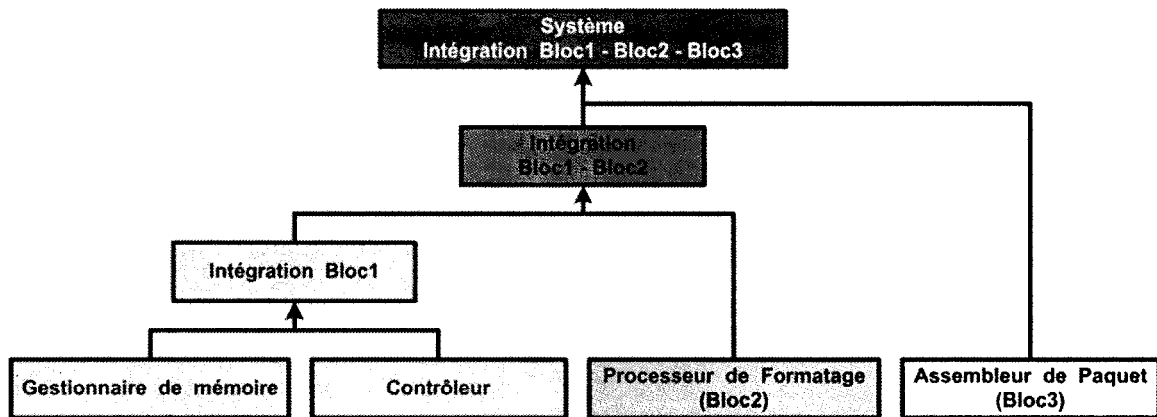 Système
Intégration Bloc1 - Bloc2 - Bloc3
Intégration
Bloc1 - Bloc2
Intégration Bloc1
Gestionnaire de mémoire
Contrôleur
Processeur de Formatage
(Bloc2)
Assembleur de Paquet
(Bloc3)